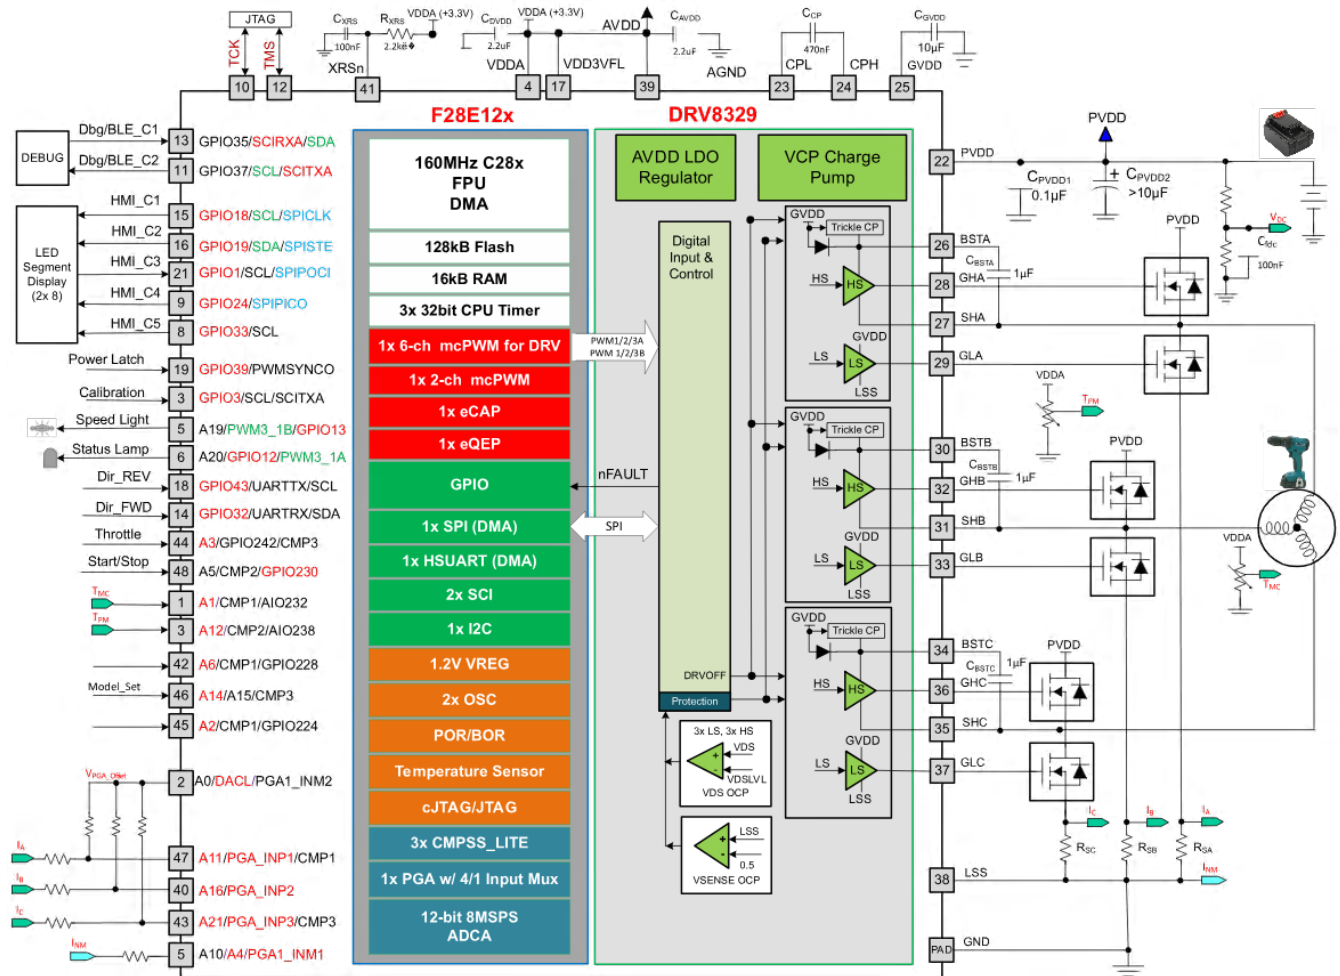 JTAG
TCK
TMS
CXRS
100nF
RXRS
2.2kë�
VDDA (+3.3V)
XRSn
CDVDD
2.2uF
VDDA (+3.3V)
VDDA
VDD3VFL
AVDD
CAVDD
2.2uF
AGND
CCP
470nF
CPL
CPH
CGVDD
10µF
GVDD
10
12
41
4
17
39
23
24
25
F28E12x
DRV8329
DEBUG
Dbg/BLE_C1
13
GPIO35/SCIRXA/SDA
Dbg/BLE_C2
11
GPIO37/SCL/SCITXA
LED
Segment
Display
(2x 8)
HMI_C1
15
GPIO18/SCL/SPICLK
HMI_C2
16
GPIO19/SDA/SPISTE
HMI_C3
21
GPIO1/SCL/SPIPOCI
HMI_C4
9
GPIO24/SPIPICO
HMI_C5
8
GPIO33/SCL
Power Latch
19
GPIO39/PWMSYNCO
Calibration
3
GPIO3/SCL/SCITXA
Speed Light
5
A19/PWM3_1B/GPIO13
Status Lamp
6
A20/GPIO12/PWM3_1A
Dir_REV
18
GPIO43/UARTTX/SCL
Dir_FWD
14
GPIO32/UARTRX/SDA
Throttle
44
A3/GPIO242/CMP3
Start/Stop
48
A5/CMP2/GPIO230
TMC
1
A1/CMP1/AIO232
TPM
3
A12/CMP2/AIO238
42
A6/CMP1/GPIO228
Model_Set
46
A14/A15/CMP3
45
A2/CMP1/GPIO224
VPGA_Offset
2
A0/DACL/PGA1_INM2
IA
47
A11/PGA_INP1/CMP1
IB
40
A16/PGA_INP2
IC
43
A21/PGA_INP3/CMP3
INM
5
A10/A4/PGA1_INM1
160MHz C28x
FPU
DMA
128kB Flash
16kB RAM
3x 32bit CPU Timer
1x 6-ch mcPWM for DRV
1x 2-ch mcPWM
1x eCAP
1x eQEP
GPIO
1x SPI (DMA)
1x HSUART (DMA)
2x SCI
1x I2C
1.2V VREG
2x OSC
POR/BOR
Temperature Sensor
cJTAG/JTAG
3x CMPSS_LITE
1x PGA w/ 4/1 Input Mux
12-bit 8MSPS
ADCA
PWM1/2/3A
PWM 1/2/3B
nFAULT
SPI
AVDD LDO
Regulator
VCP Charge
Pump
Digital
Input &
Control
DRVOFF
Protection
3x LS, 3x HS
VDS
VDSLVL
VDS OCP
LSS
0.5
VSENSE OCP
GVDD
Trickle CP
HS
HS
GVDD
LS
LS
LSS
GVDD
Trickle CP
HS
HS
GVDD
LS
LS
LSS
GVDD
Trickle CP
HS
HS
GVDD
LS
LS
LSS
22
PVDD
26
BSTA
28
GHA
27
SHA
29
GLA
30
BSTB
32
GHB
31
SHB
33
GLB
34
BSTC
36
GHC
35
SHC
37
GLC
38
LSS
PAD
GND
PVDD
CPVDD1
0.1µF
CPVDD2
>10µF
VDC
Cfdc
100nF
PVDD
CBSTA
1µF
VDDA
TPM
PVDD
CBSTB
1µF
VDDA
TMC
PVDD
CBSTC
1µF
IC
IB
IA
RSC
RSB
RSA
INM